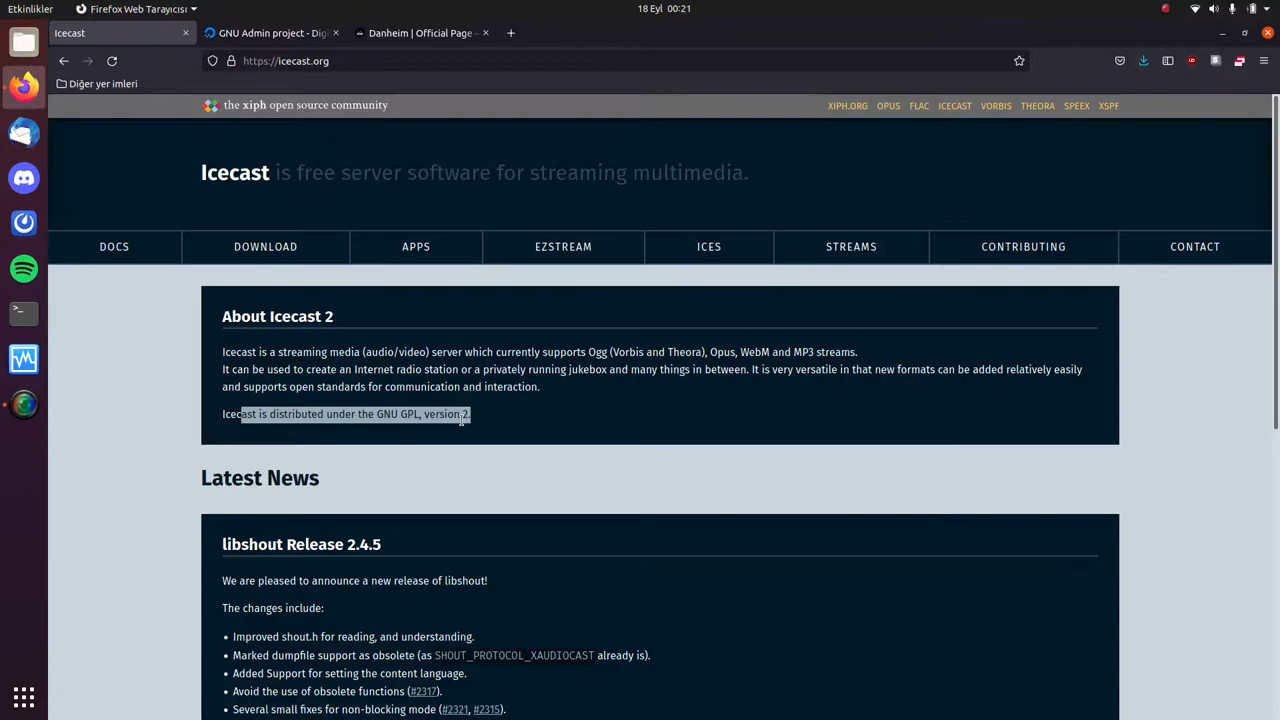 Etkinlikler
Firefox Web Tarayıcısı
18 Eyl 00:21
Icecast
GNU Admin project - Digi
Danheim | Official Page –
https://icecast.org
Diğer yer imleri
the xiph open source community
XIPH.ORG OPUS FLAC ICECAST VORBIS THEORA SPEEX XSPF
Icecast is free server software for streaming multimedia.
DOCS DOWNLOAD APPS EZSTREAM ICES STREAMS CONTRIBUTING CONTACT
About Icecast 2
Icecast is a streaming media (audio/video) server which currently supports Ogg (Vorbis and Theora), Opus, WebM and MP3 streams.
It can be used to create an Internet radio station or a privately running jukebox and many things in between. It is very versatile in that new formats can be added relatively easily
and supports open standards for communication and interaction.
Icecast is distributed under the GNU GPL, version 2.
Latest News
libshout Release 2.4.5
We are pleased to announce a new release of libshout!
The changes include:
• Improved shout.h for reading, and understanding.
• Marked dumpfile support as obsolete (as SHOUT_PROTOCOL_XAUDIOCAST already is).
• Added Support for setting the content language.
• Avoid the use of obsolete functions (#2317).
• Several small fixes for non-blocking mode (#2321, #2315).